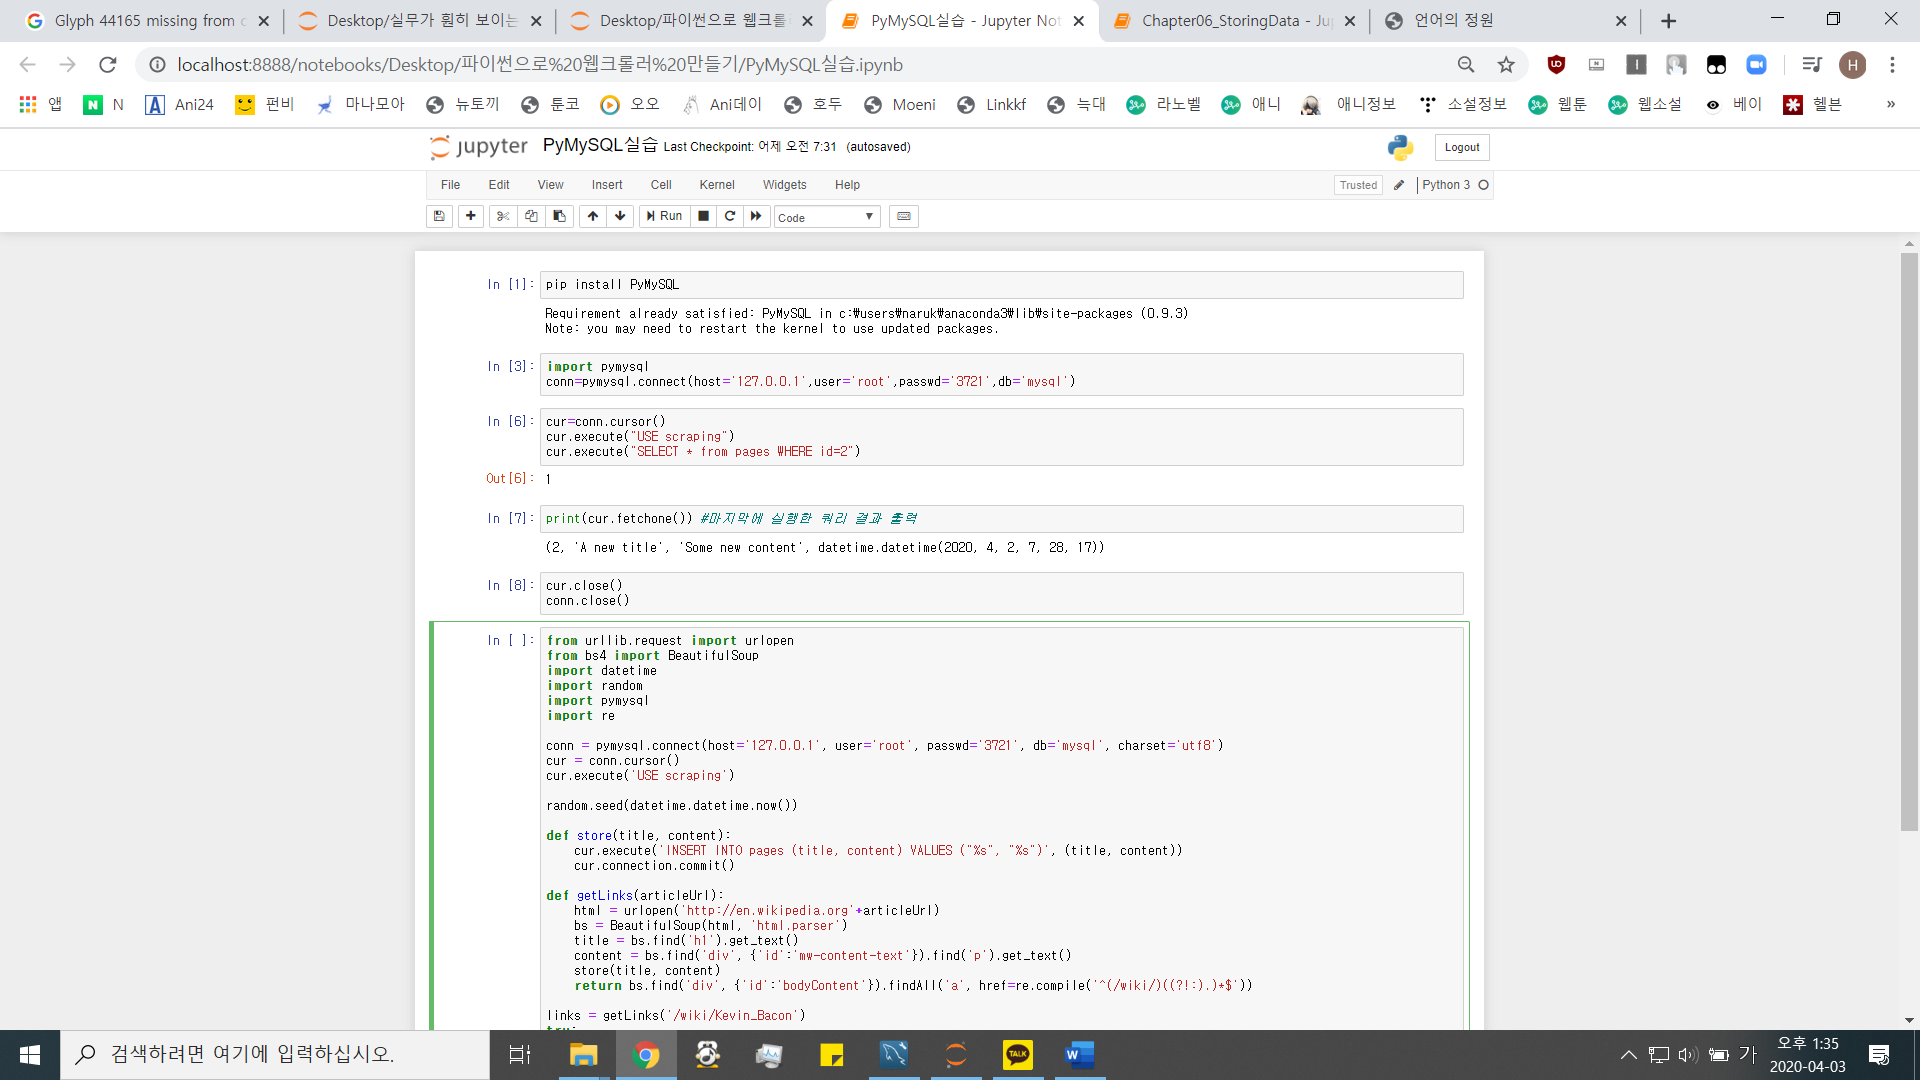 Glyph 44165 missing from c
Desktop/실무가 훤히 보이는
Desktop/파이썬으로 웹크롤
PyMySQL실습 - Jupyter Not
Chapter06_StoringData - Ju
언어의 정원
localhost:8888/notebooks/Desktop/파이썬으로%20웹크롤러%20만들기/PyMySQL실습.ipynb
H
앱 N Ani24 펀비 마나모아 뉴토끼 툰코 오오 Ani데이 호두 Moeni Linkkf 늑대 라노벨 애니 애니정보 소설정보 웹툰 웹소설 베이 헬븐 »
jupyter PyMySQL실습 Last Checkpoint: 어제 오전 7:31 (autosaved) Logout
File Edit View Insert Cell Kernel Widgets Help Trusted Python 3
Run Code
In [1]: pip install PyMySQL
Requirement already satisfied: PyMySQL in c:₩users₩naruk₩anaconda3₩lib₩site-packages (0.9.3)
Note: you may need to restart the kernel to use updated packages.
In [3]: import pymysql
conn=pymysql.connect(host='127.0.0.1',user='root',passwd='3721',db='mysql')
In [6]: cur=conn.cursor()
cur.execute("USE scraping")
cur.execute("SELECT * from pages WHERE id=2")
Out[6]: 1
In [7]: print(cur.fetchone()) #마지막에 실행한 쿼리 결과 출력
(2, 'A new title', 'Some new content', datetime.datetime(2020, 4, 2, 7, 28, 17))
In [8]: cur.close()
conn.close()
In [ ]: from urllib.request import urlopen
from bs4 import BeautifulSoup
import datetime
import random
import pymysql
import re
conn = pymysql.connect(host='127.0.0.1', user='root', passwd='3721', db='mysql', charset='utf8')
cur = conn.cursor()
cur.execute('USE scraping')
random.seed(datetime.datetime.now())
def store(title, content):
cur.execute('INSERT INTO pages (title, content) VALUES ("%s", "%s")', (title, content))
cur.connection.commit()
def getLinks(articleUrl):
html = urlopen('http://en.wikipedia.org'+articleUrl)
bs = BeautifulSoup(html, 'html.parser')
title = bs.find('h1').get_text()
content = bs.find('div', {'id':'mw-content-text'}).find('p').get_text()
store(title, content)
return bs.find('div', {'id':'bodyContent'}).findAll('a', href=re.compile('^(/wiki/)((?!:).)*$'))
links = getLinks('/wiki/Kevin_Bacon')
try:
검색하려면 여기에 입력하십시오.
TALK
가
오후 1:35
2020-04-03